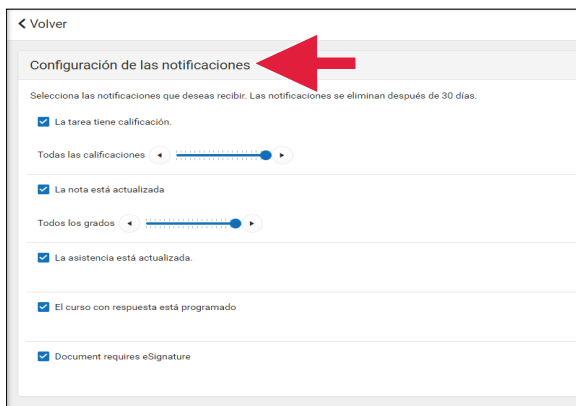 Volver
Configuración de las notificaciones
Selecciona las notificaciones que deseas recibir. Las notificaciones se eliminan después de 30 días.
La tarea tiene calificación.
Todas las calificaciones
La nota está actualizada
Todos los grados
La asistencia está actualizada.
El curso con respuesta está programado
Document requires eSignature